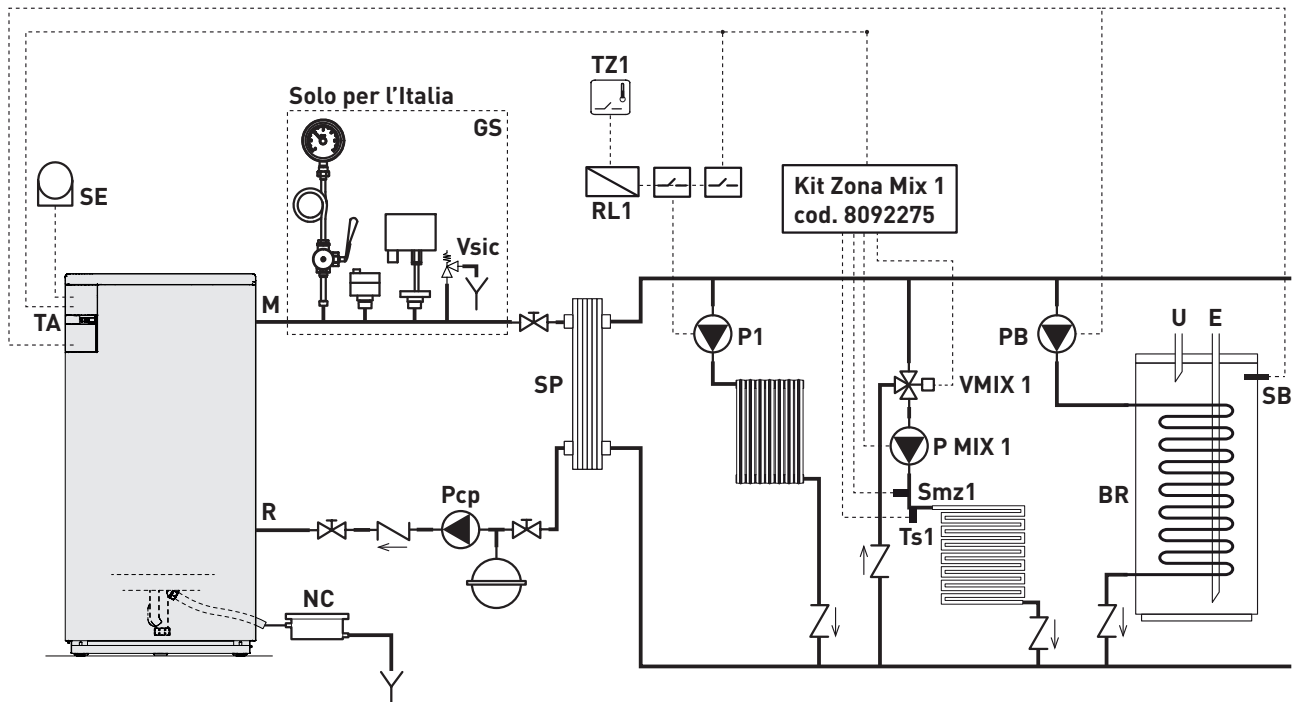 Solo per l'Italia
GS
TZ1
SE
RL1
Kit Zona Mix 1
cod. 8092275
Vsic
TA
M
SP
P1
PB
U
E
VMIX 1
SB
P MIX 1
R
Pcp
Smz1
Ts1
BR
NC